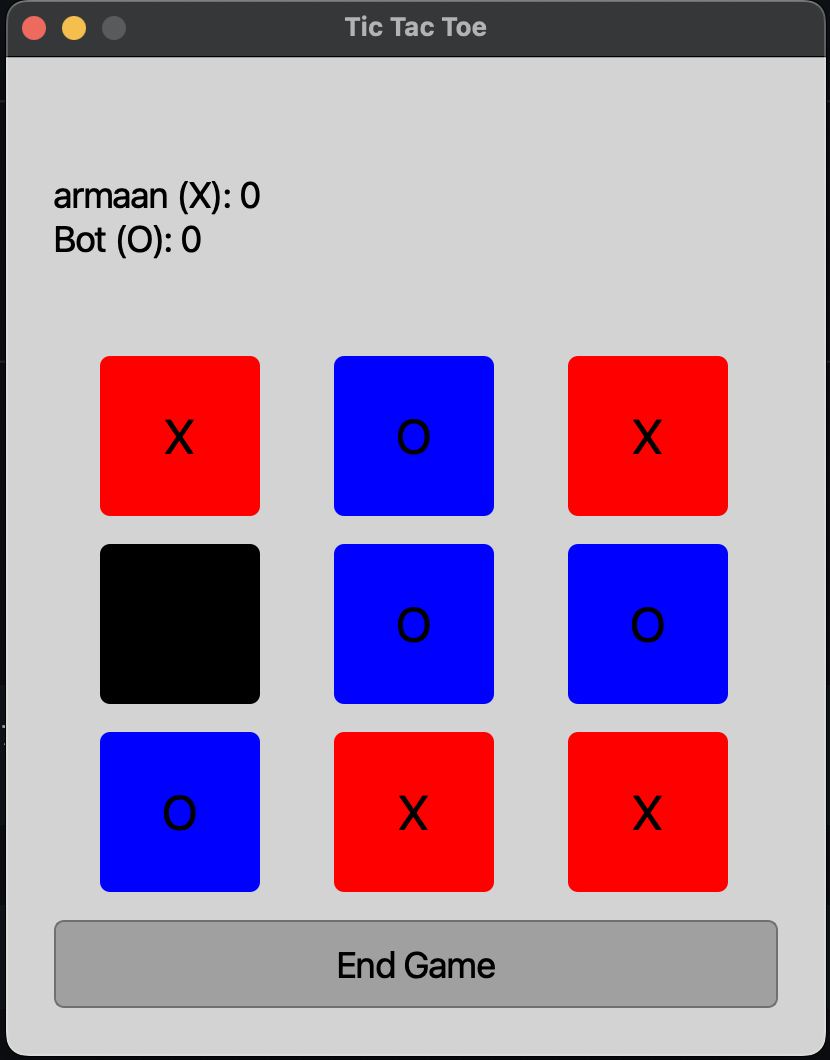 Tic Tac Toe
armaan (X): 0
Bot (O): 0
X O X
O O
O X X
End Game